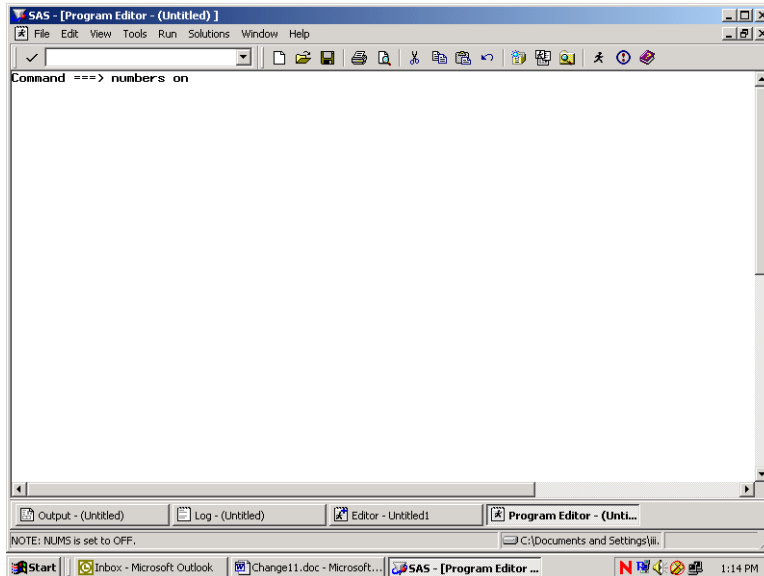 SAS - [Program Editor - (Untitled) ]
File Edit View Tools Run Solutions Window Help
Command ===> numbers on
Output - (Untitled) Log - (Untitled) Editor - Untitled1 Program Editor - (Unti...
NOTE: NUMS is set to OFF. C:\Documents and Settings\iii.
Start Inbox - Microsoft Outlook Change11.doc - Microsoft... SAS - [Program Editor ... N 1:14 PM